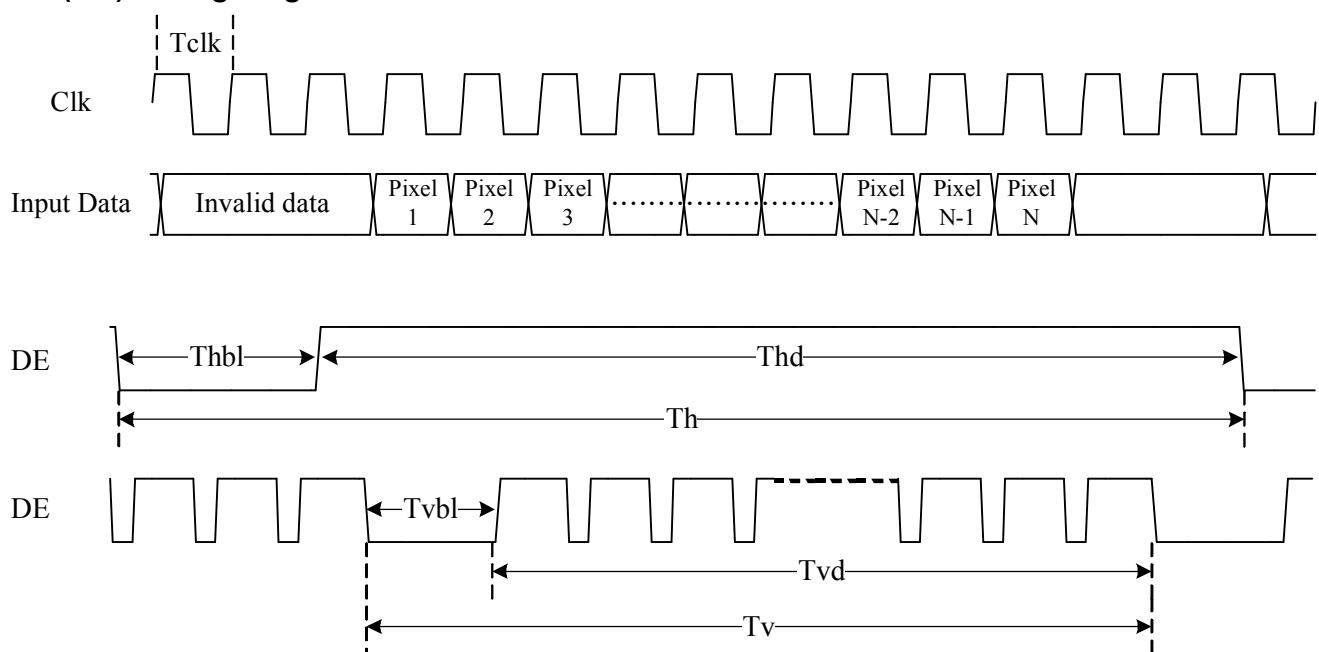 Tclk
Clk
Input Data
Invalid data
Pixel 1
Pixel 2
Pixel 3
Pixel N-2
Pixel N-1
Pixel N
DE
Thbl
Thd
Th
DE
Tvbl
Tvd
Tv